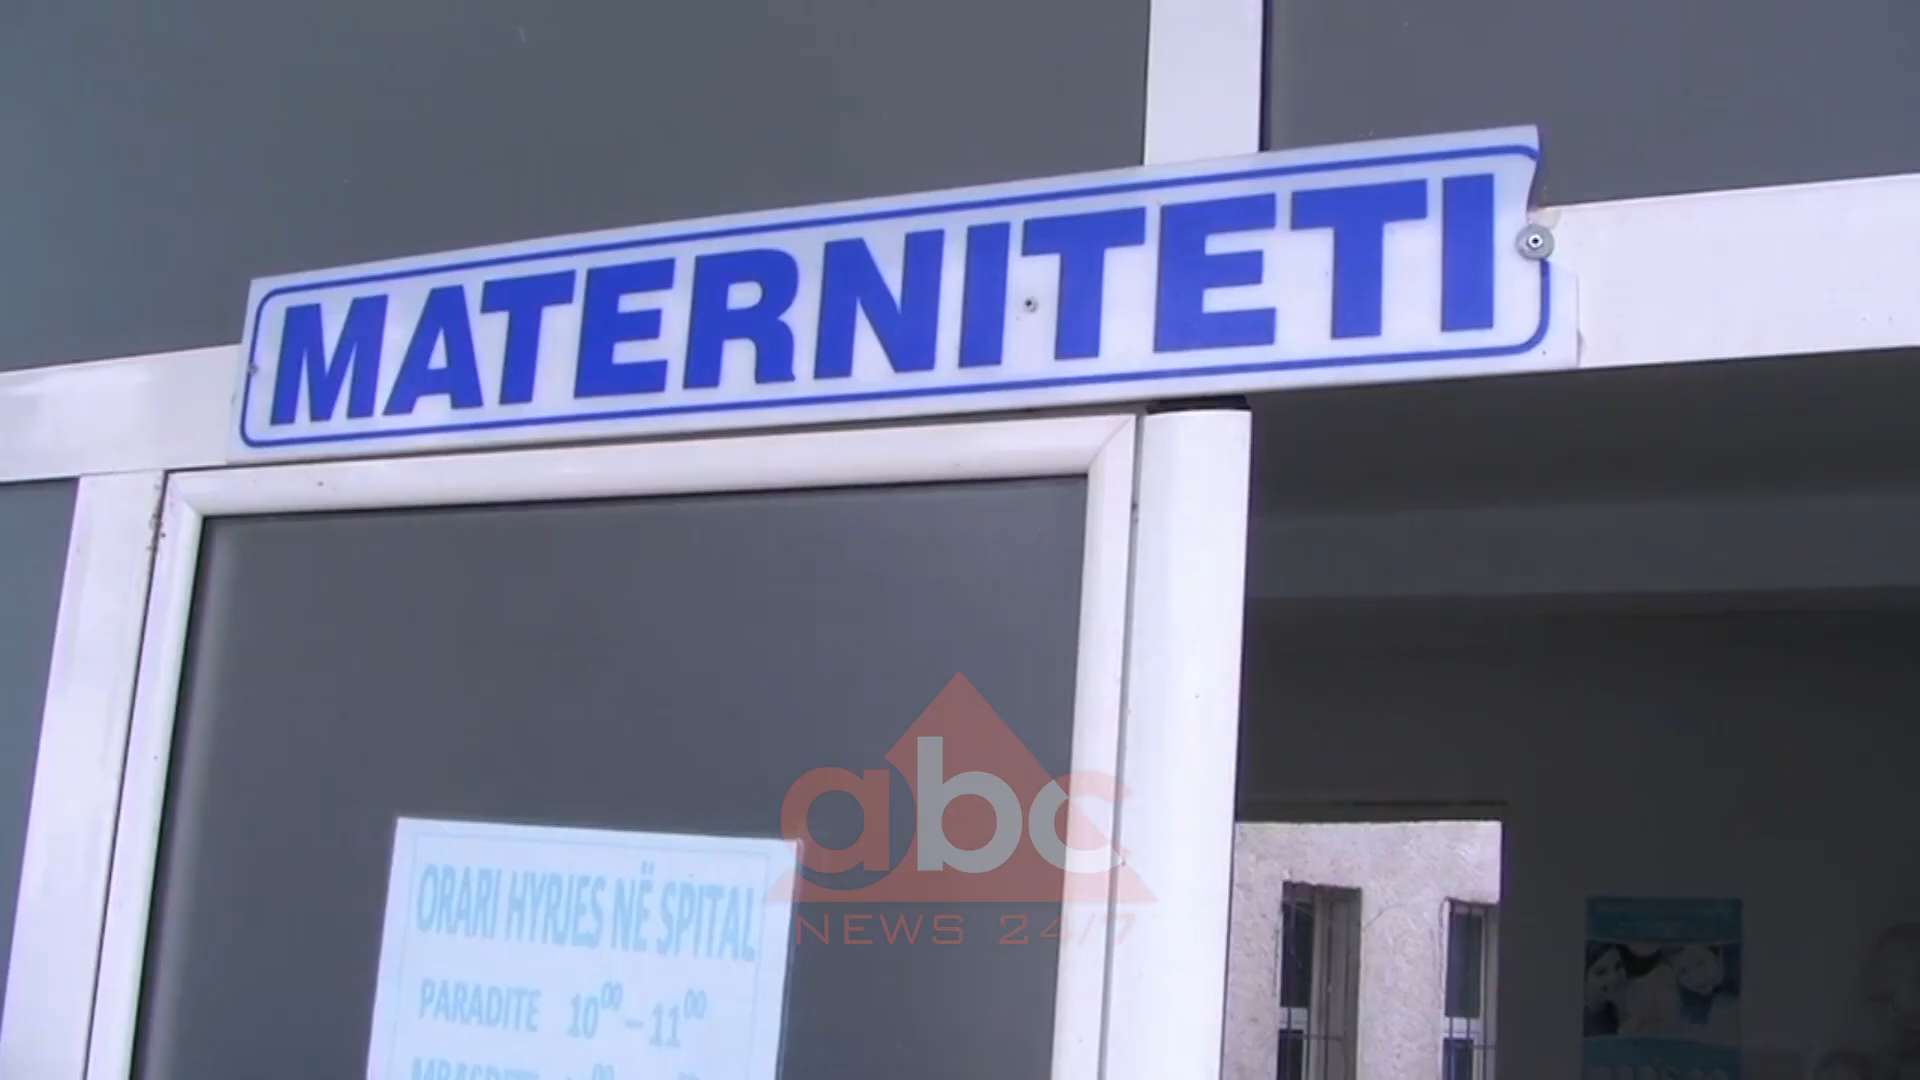 MATERNITETI
abc
NEWS 24/7
ORARI HYRJES NË SPITAL
PARADITE 10⁰⁰ – 11⁰⁰